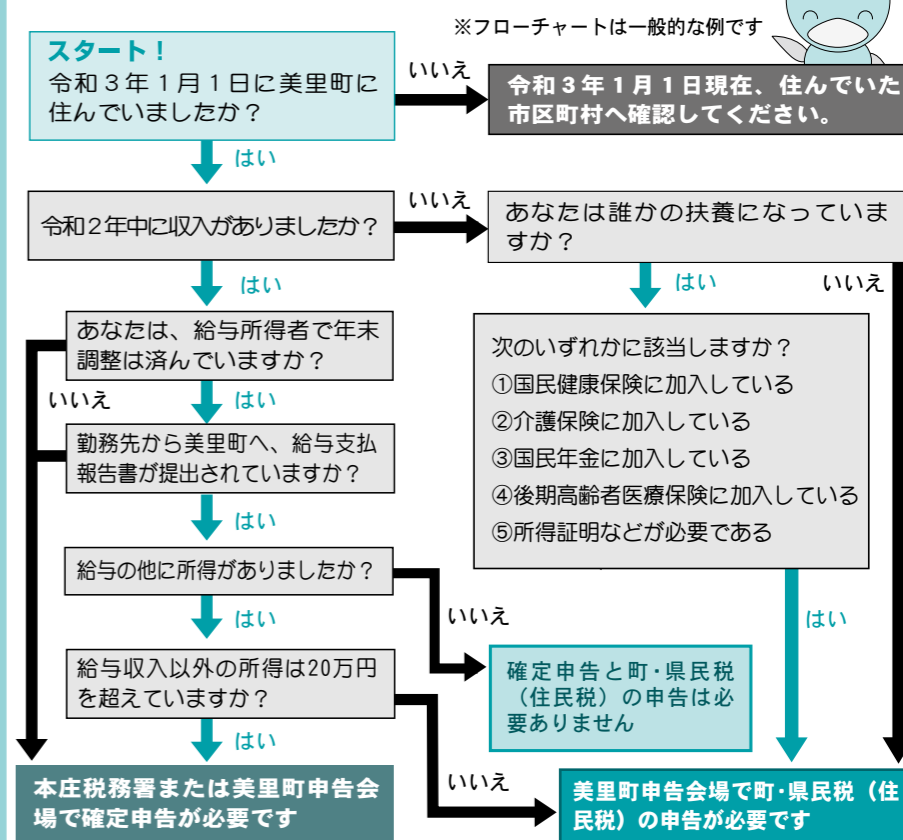 ※フローチャートは一般的な例です
スタート！
令和３年１月１日に美里町に
住んでいましたか？
いいえ
令和３年１月１日現在、住んでいた
市区町村へ確認してください。
はい
令和２年中に収入がありましたか？
いいえ
あなたは誰かの扶養になっていま
すか？
はい
はい
いいえ
あなたは、給与所得者で年末
調整は済んでいますか？
次のいずれかに該当しますか？
①国民健康保険に加入している
②介護保険に加入している
③国民年金に加入している
④後期高齢者医療保険に加入している
⑤所得証明などが必要である
いいえ
はい
勤務先から美里町へ、給与支払
報告書が提出されていますか？
はい
給与の他に所得がありましたか？
はい
いいえ
はい
給与収入以外の所得は20万円
を超えていますか？
確定申告と町・県民税
（住民税）の申告は必
要ありません
はい
いいえ
本庄税務署または美里町申告会
場で確定申告が必要です
美里町申告会場で町・県民税（住
民税）の申告が必要です